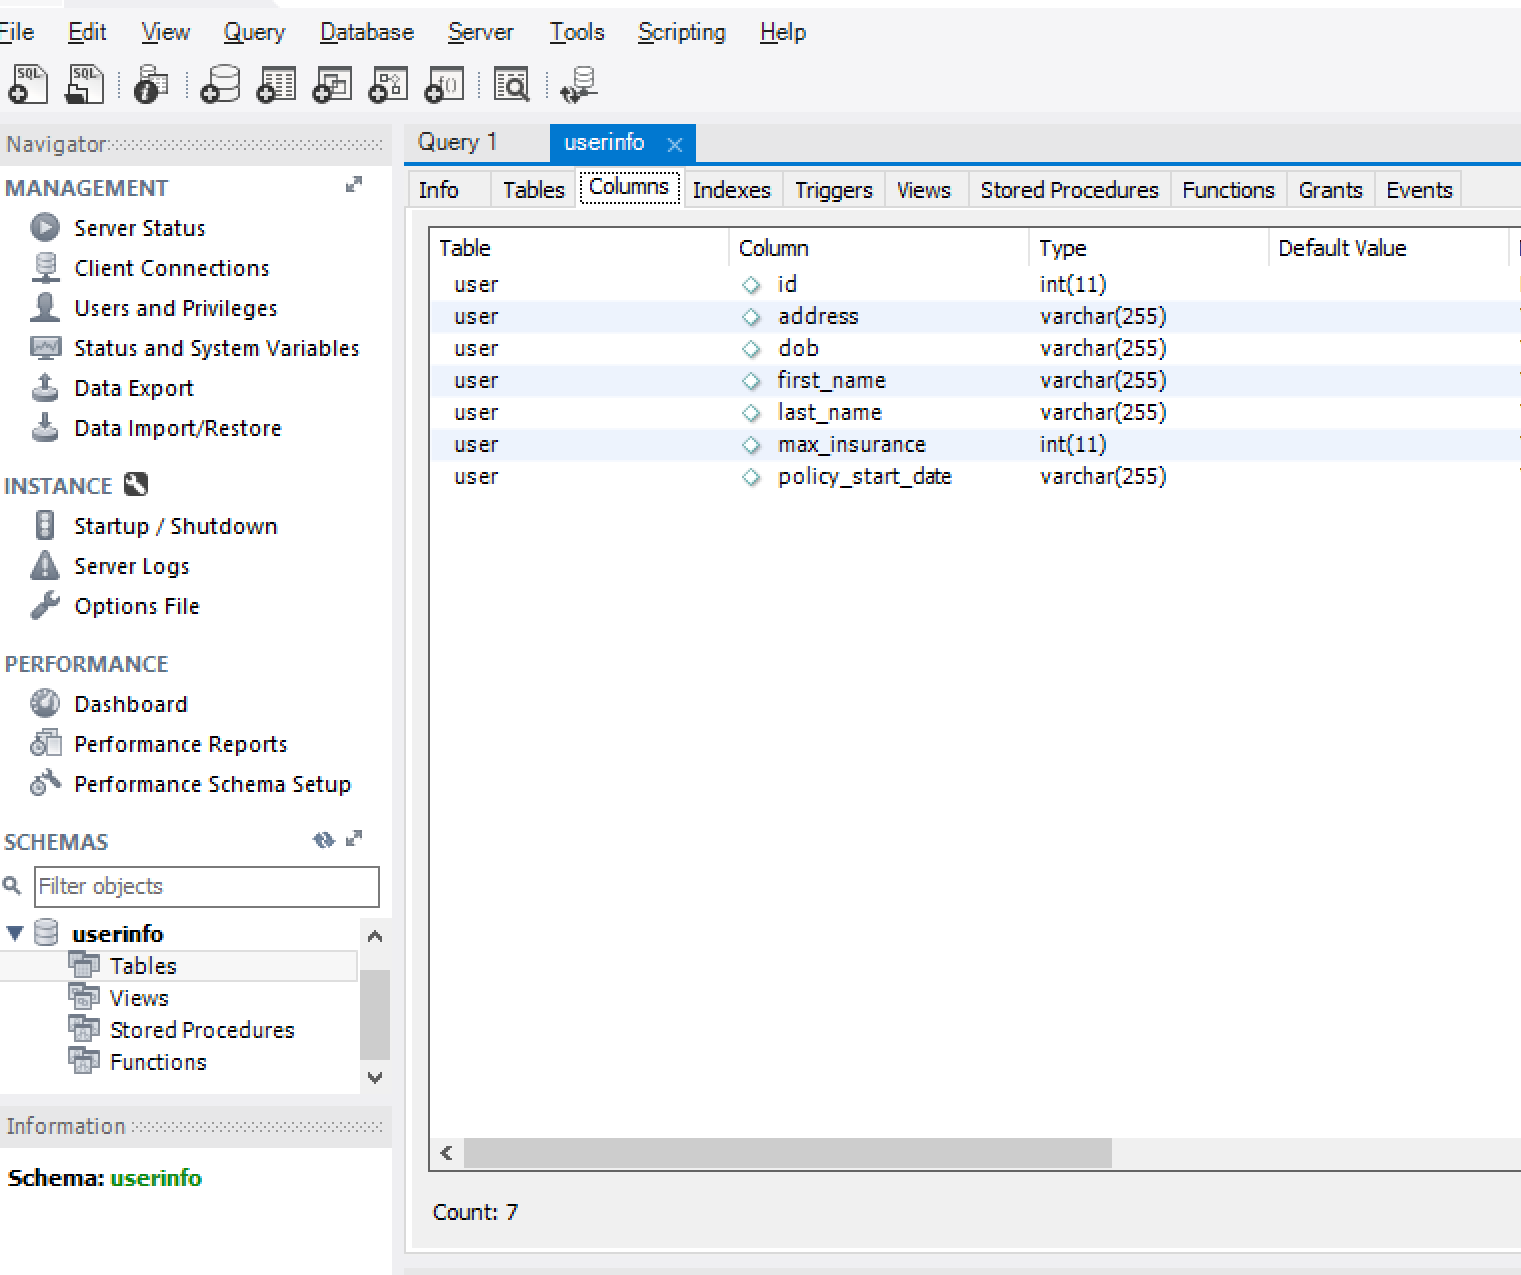 File Edit View Query Database Server Tools Scripting Help
SQL SQL f()
Navigator
MANAGEMENT
Server Status
Client Connections
Users and Privileges
Status and System Variables
Data Export
Data Import/Restore
INSTANCE
Startup / Shutdown
Server Logs
Options File
PERFORMANCE
Dashboard
Performance Reports
Performance Schema Setup
SCHEMAS
Filter objects
userinfo
Tables
Views
Stored Procedures
Functions
Information
Schema: userinfo
Query 1 userinfo
Info Tables Columns Indexes Triggers Views Stored Procedures Functions Grants Events
Table Column Type Default Value
user id int(11)
user address varchar(255)
user dob varchar(255)
user first_name varchar(255)
user last_name varchar(255)
user max_insurance int(11)
user policy_start_date varchar(255)
Count: 7